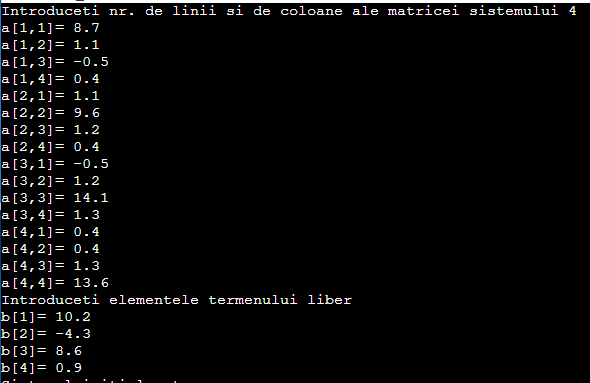 Introduceti nr. de linii si de coloane ale matricei sistemului 4
a[1,1]= 8.7
a[1,2]= 1.1
a[1,3]= -0.5
a[1,4]= 0.4
a[2,1]= 1.1
a[2,2]= 9.6
a[2,3]= 1.2
a[2,4]= 0.4
a[3,1]= -0.5
a[3,2]= 1.2
a[3,3]= 14.1
a[3,4]= 1.3
a[4,1]= 0.4
a[4,2]= 0.4
a[4,3]= 1.3
a[4,4]= 13.6
Introduceti elementele termenului liber
b[1]= 10.2
b[2]= -4.3
b[3]= 8.6
b[4]= 0.9